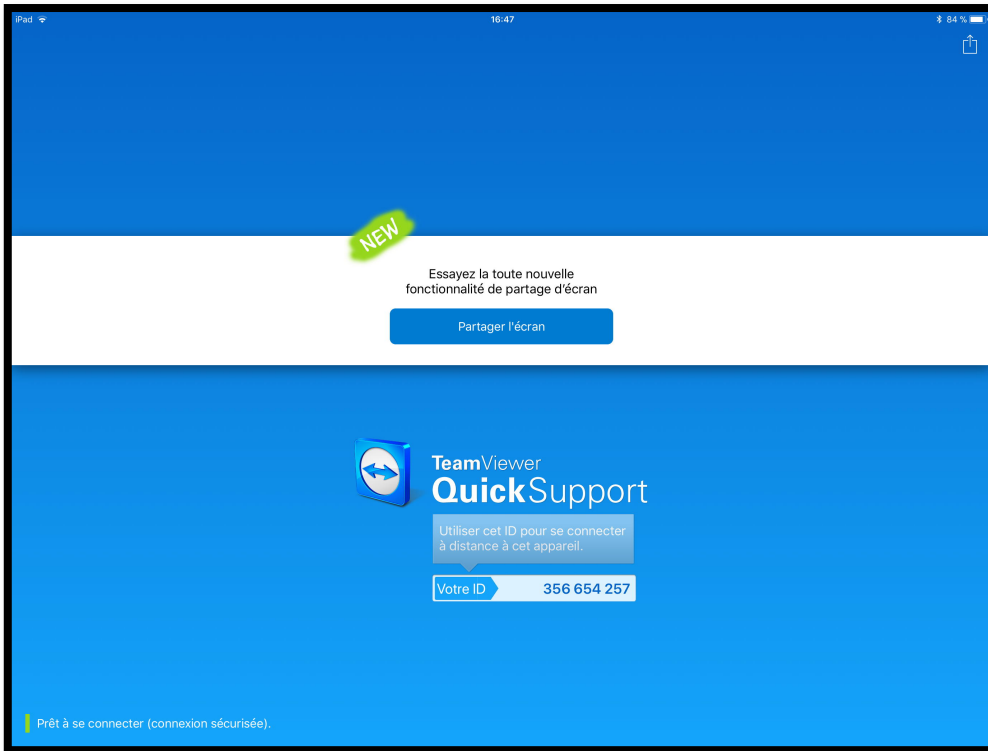 iPad
16:47
84 %
NEW
Essayez la toute nouvelle
fonctionnalité de partage d’écran
Partager l'écran
TeamViewer
QuickSupport
Utiliser cet ID pour se connecter
à distance à cet appareil.
Votre ID
356 654 257
Prêt à se connecter (connexion sécurisée).